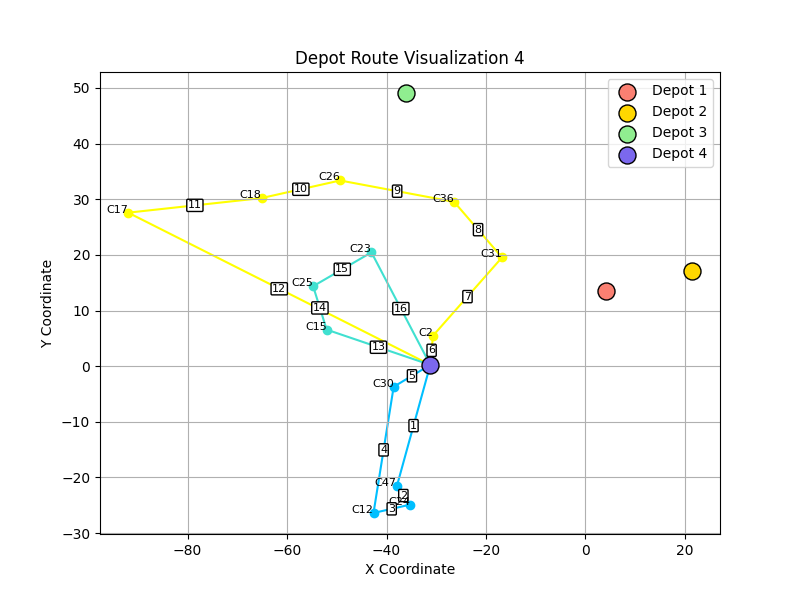 Depot Route Visualization 4
Depot 1
Depot 2
Depot 3
Depot 4
Y Coordinate
50
40
30
20
10
0
−10
−20
−30
C26
C18
10
9
C36
C17
11
8
C23
C31
15
C25
12
7
14
16
C15
13
C2
6
5
C30
1
4
C47
2
C24
C12
3
−80
−60
−40
−20
0
20
X Coordinate